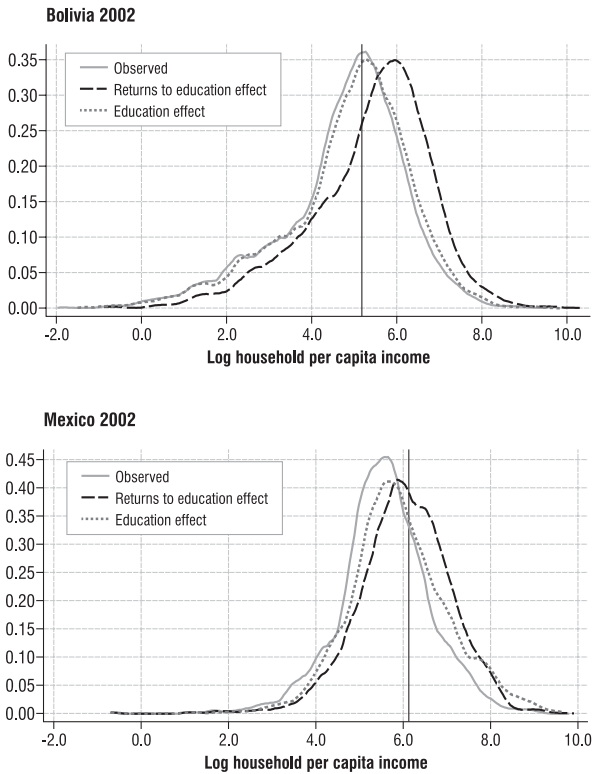 Bolivia 2002
0.35
0.30
0.25
0.20
0.15
0.10
0.05
0.00
Observed
Returns to education effect
Education effect
-2.0 0.0 2.0 4.0 6.0 8.0 10.0
Log household per capita income
Mexico 2002
0.45
0.40
0.35
0.30
0.25
0.20
0.15
0.10
0.05
0.00
Observed
Returns to education effect
Education effect
-2.0 0.0 2.0 4.0 6.0 8.0 10.0
Log household per capita income